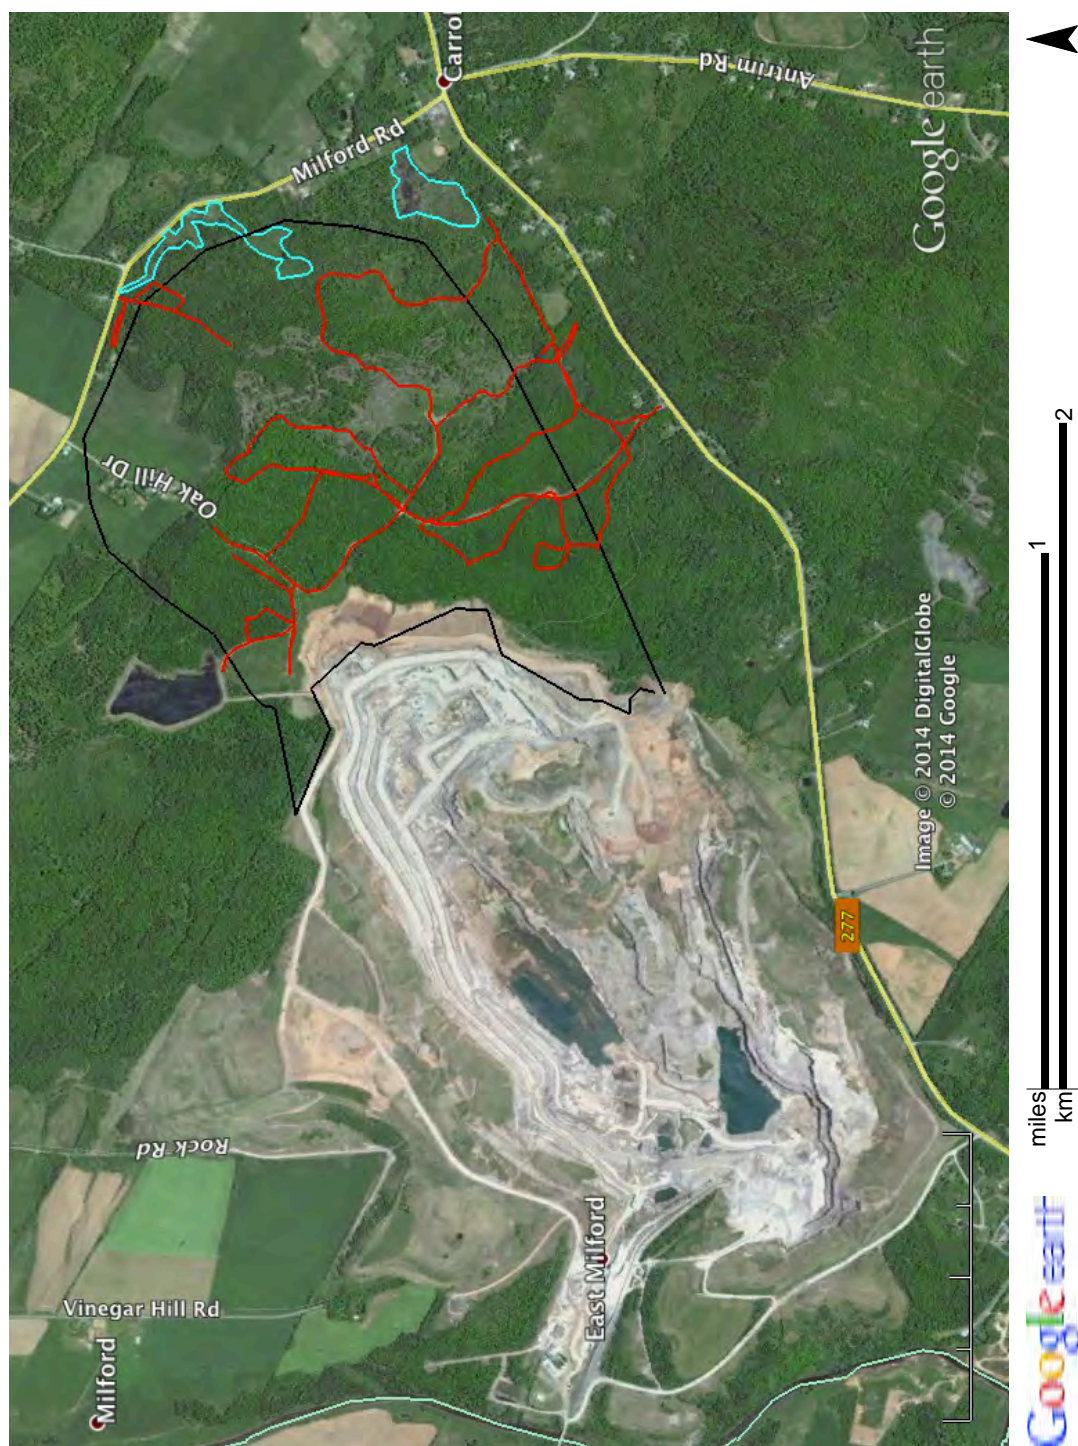 Carrol
Milford Rd
Antrim Rd
Google earth
Oak Hill Dr
Image © 2014 DigitalGlobe
© 2014 Google
277
Rock Rd
East Milford
Vinegar Hill Rd
Milford
Google earth
miles
km
1
2